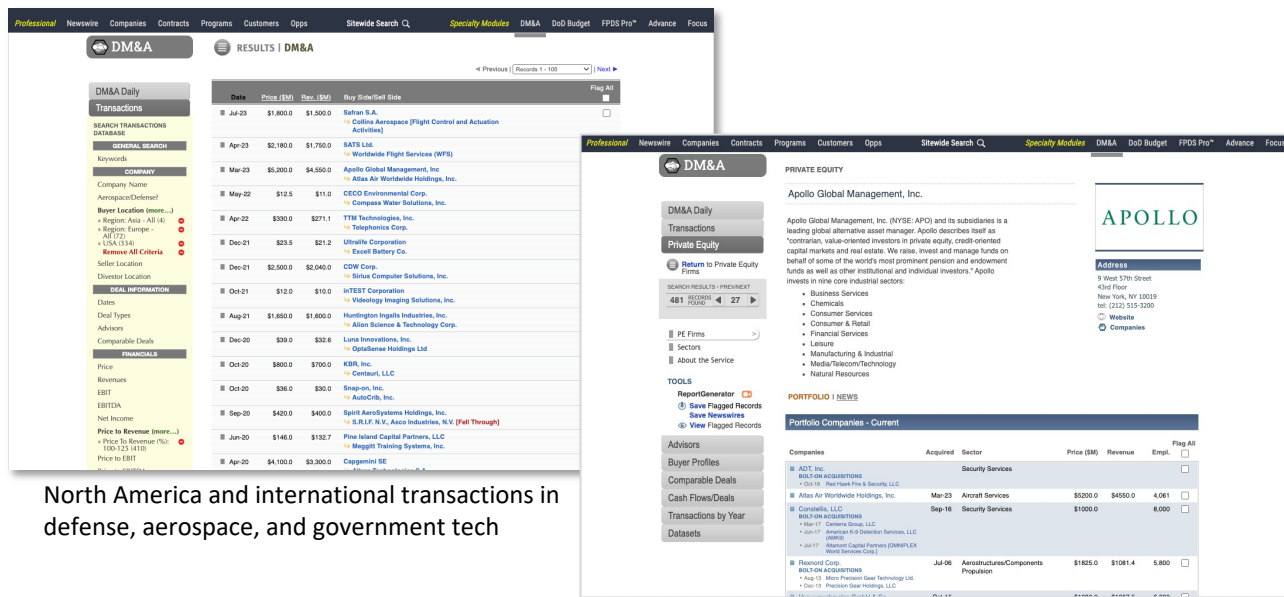 Professional Newswire Companies Contracts Programs Customers Opps Sitewide Search Specialty Modules DM&A DoD Budget FPDS Pro™ Advance Focus
DM&A
RESULTS | DM&A
◄ Previous | Records 1 - 100 | Next ►
DM&A Daily
Transactions
SEARCH TRANSACTIONS
DATABASE
GENERAL SEARCH
Keywords
COMPANY
Company Name
Aerospace/Defense?
Buyer Location (more...)
» Region: Asia - All (4)
» Region: Europe -
All (72)
» USA (334)
Remove All Criteria
Seller Location
Divestor Location
DEAL INFORMATION
Dates
Deal Types
Advisors
Comparable Deals
FINANCIALS
Price
Revenues
EBIT
EBITDA
Net Income
Price to Revenue (more...)
» Price To Revenue (%):
100-125 (410)
Price to EBIT
Flag All
Date Price ($M) Rev. ($M) Buy Side/Sell Side
Jul-23 $1,800.0 $1,500.0 Safran S.A.
Collins Aerospace [Flight Control and Actuation
Activities]
Apr-23 $2,180.0 $1,750.0 SATS Ltd.
Worldwide Flight Services (WFS)
Mar-23 $5,200.0 $4,550.0 Apollo Global Management, Inc
Atlas Air Worldwide Holdings, Inc.
May-22 $12.5 $11.0 CECO Environmental Corp.
Compass Water Solutions, Inc.
Apr-22 $330.0 $271.1 TTM Technologies, Inc.
Telephonics Corp.
Dec-21 $23.5 $21.2 Ultralife Corporation
Excell Battery Co.
Dec-21 $2,500.0 $2,040.0 CDW Corp.
Sirius Computer Solutions, Inc.
Oct-21 $12.0 $10.0 inTEST Corporation
Videology Imaging Solutions, Inc.
Aug-21 $1,650.0 $1,600.0 Huntington Ingalls Industries, Inc.
Alion Science & Technology Corp.
Dec-20 $39.0 $32.6 Luna Innovations, Inc.
OptaSense Holdings Ltd
Oct-20 $800.0 $700.0 KBR, Inc.
Centauri, LLC
Oct-20 $36.0 $30.0 Snap-on, Inc.
AutoCrib, Inc.
Sep-20 $420.0 $400.0 Spirit AeroSystems Holdings, Inc.
S.R.I.F. N.V., Asco Industries, N.V. [Fell Through]
Jun-20 $146.0 $132.7 Pine Island Capital Partners, LLC
Meggitt Training Systems, Inc.
Apr-20 $4,100.0 $3,300.0 Capgemini SE
North America and international transactions in
defense, aerospace, and government tech
Professional Newswire Companies Contracts Programs Customers Opps Sitewide Search Specialty Modules DM&A DoD Budget FPDS Pro™ Advance Focus
DM&A
DM&A Daily
Transactions
Private Equity
Return to Private Equity
Firms
SEARCH RESULTS - PREV/NEXT
481 RECORDS FOUND ◄ 27 ►
PE Firms >)
Sectors
About the Service
TOOLS
ReportGenerator
Save Flagged Records
Save Newswires
View Flagged Records
Advisors
Buyer Profiles
Comparable Deals
Cash Flows/Deals
Transactions by Year
Datasets
PRIVATE EQUITY
Apollo Global Management, Inc.
Apollo Global Management, Inc. (NYSE: APO) and its subsidiaries is a
leading global alternative asset manager. Apollo describes itself as
"contrarian, value-oriented investors in private equity, credit-oriented
capital markets and real estate. We raise, invest and manage funds on
behalf of some of the world's most prominent pension and endowment
funds as well as other institutional and individual investors." Apollo
invests in nine core industrial sectors:
• Business Services
• Chemicals
• Consumer Services
• Consumer & Retail
• Financial Services
• Leisure
• Manufacturing & Industrial
• Media/Telecom/Technology
• Natural Resources
APOLLO
Address
9 West 57th Street
43rd Floor
New York, NY 10019
tel: (212) 515-3200
Website
Companies
PORTFOLIO | NEWS
Portfolio Companies - Current
Flag All
Companies Acquired Sector Price ($M) Revenue Empl.
ADT, Inc. Security Services
BOLT-ON ACQUISITIONS
• Oct-18 Red Hawk Fire & Security, LLC
Atlas Air Worldwide Holdings, Inc. Mar-23 Aircraft Services $5200.0 $4550.0 4,061
Constellis, LLC Sep-16 Security Services $1000.0 8,000
BOLT-ON ACQUISITIONS
• Mar-17 Centerra Group, LLC
• Jun-17 American K-9 Detection Services, LLC
(AMK9)
• Jul-17 Altamont Capital Partners [OMNIPLEX
World Services Corp.]
Rexnord Corp. Jul-06 Aerostructures/Components $1825.0 $1081.4 5,800
Propulsion
BOLT-ON ACQUISITIONS
• Aug-13 Micro Precision Gear Technology Ltd.
• Dec-13 Precision Gear Holdings, LLC